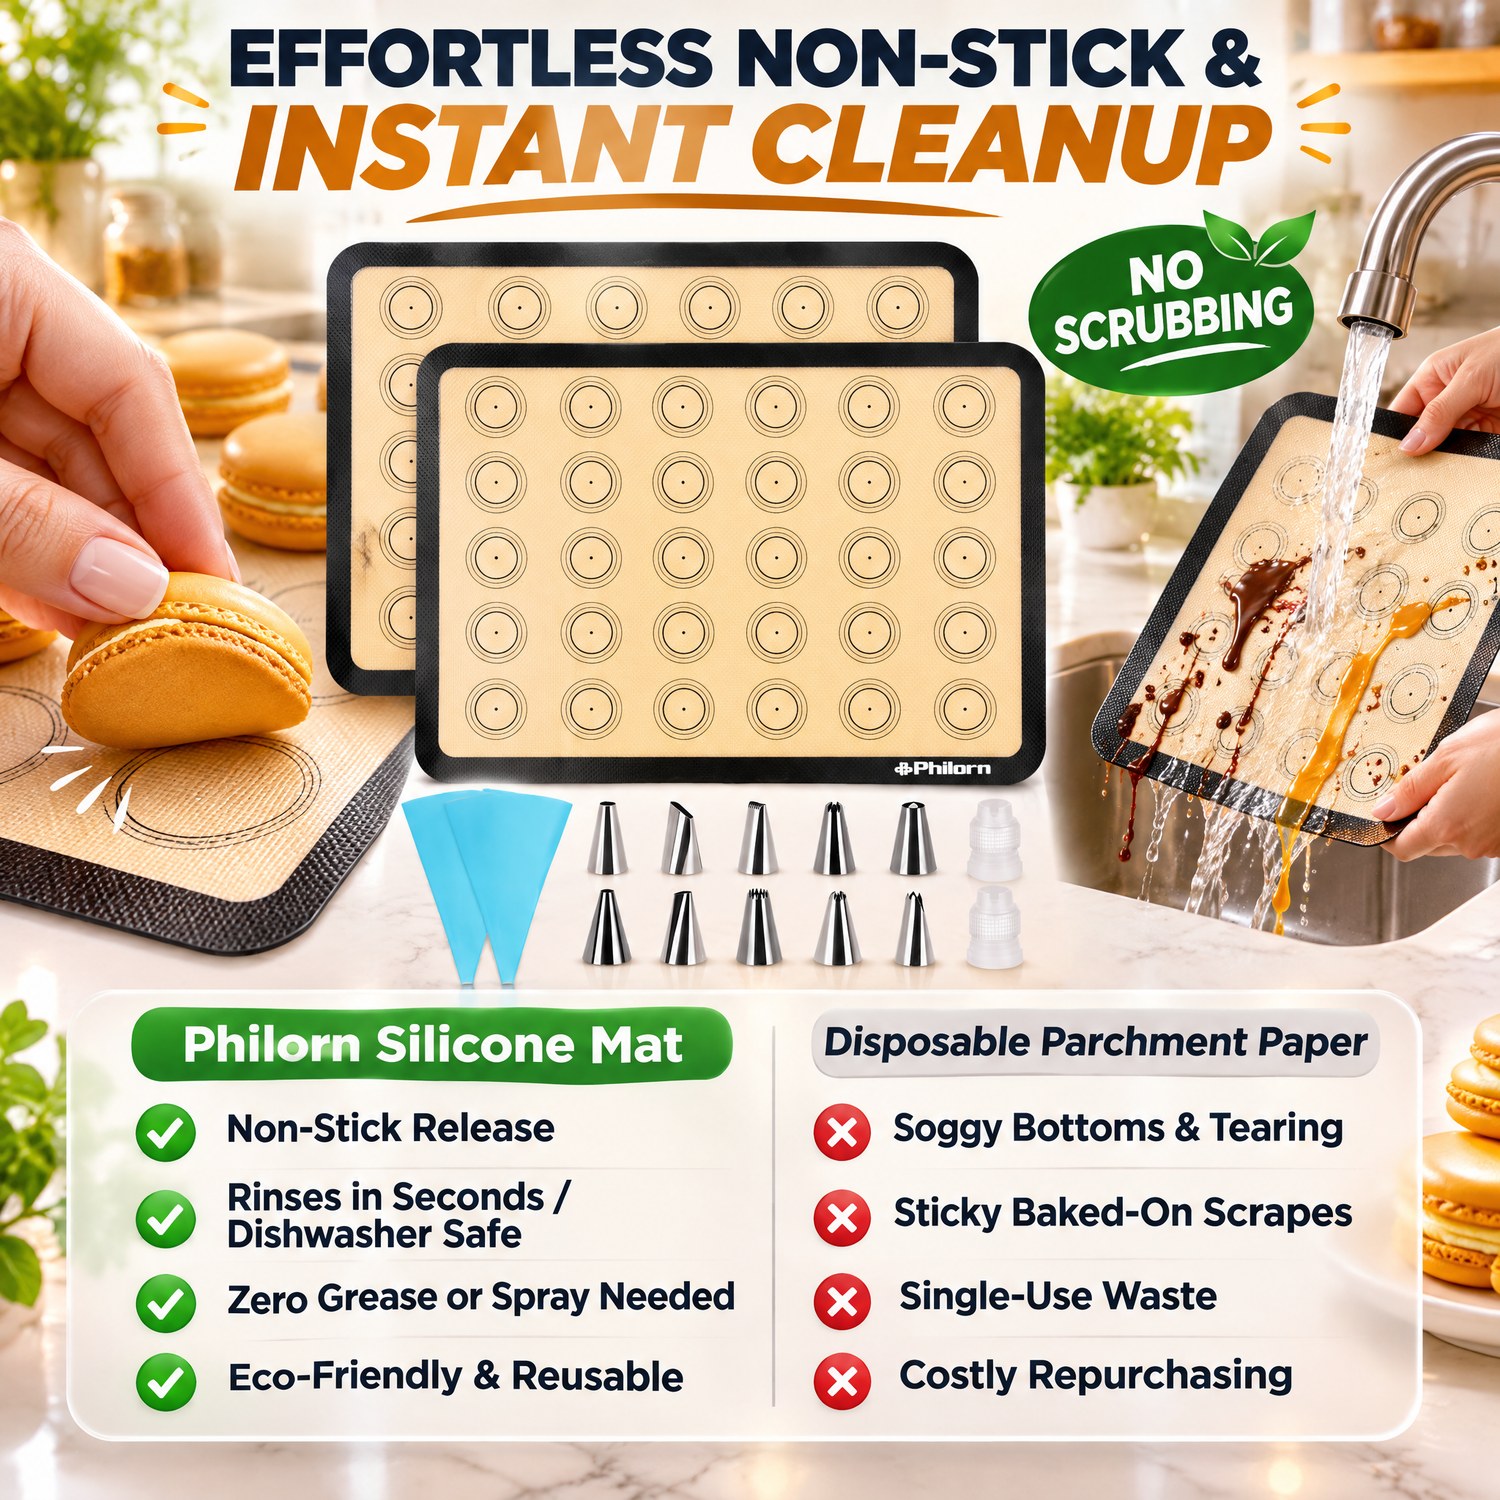 EFFORTLESS NON-STICK &
INSTANT CLEANUP
NO
SCRUBBING
Philorn
Philorn Silicone Mat
Non-Stick Release
Rinses in Seconds /
Dishwasher Safe
Zero Grease or Spray Needed
Eco-Friendly & Reusable
Disposable Parchment Paper
Soggy Bottoms & Tearing
Sticky Baked-On Scrapes
Single-Use Waste
Costly Repurchasing